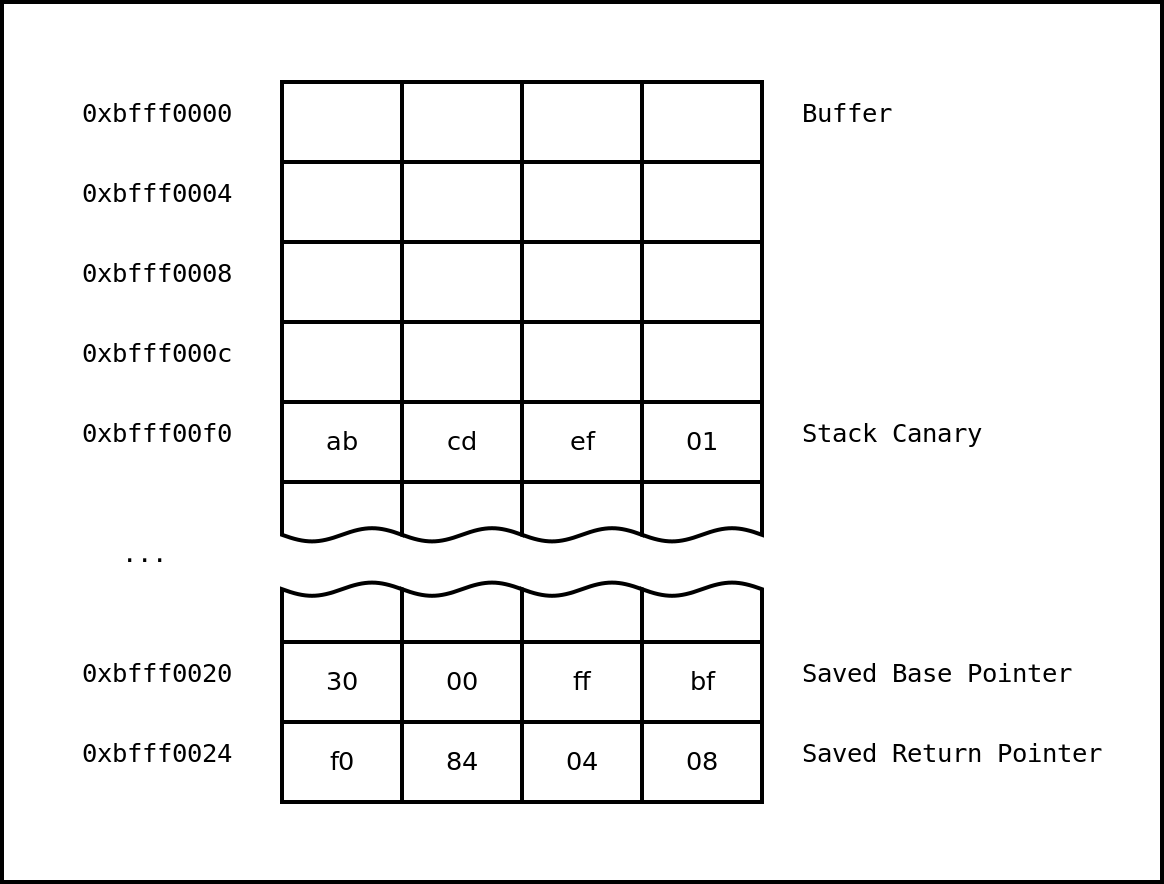 0xbfff0000 Buffer
0xbfff0004
0xbfff0008
0xbfff000c
0xbfff00f0 ab cd ef 01 Stack Canary
...
0xbfff0020 30 00 ff bf Saved Base Pointer
0xbfff0024 f0 84 04 08 Saved Return Pointer